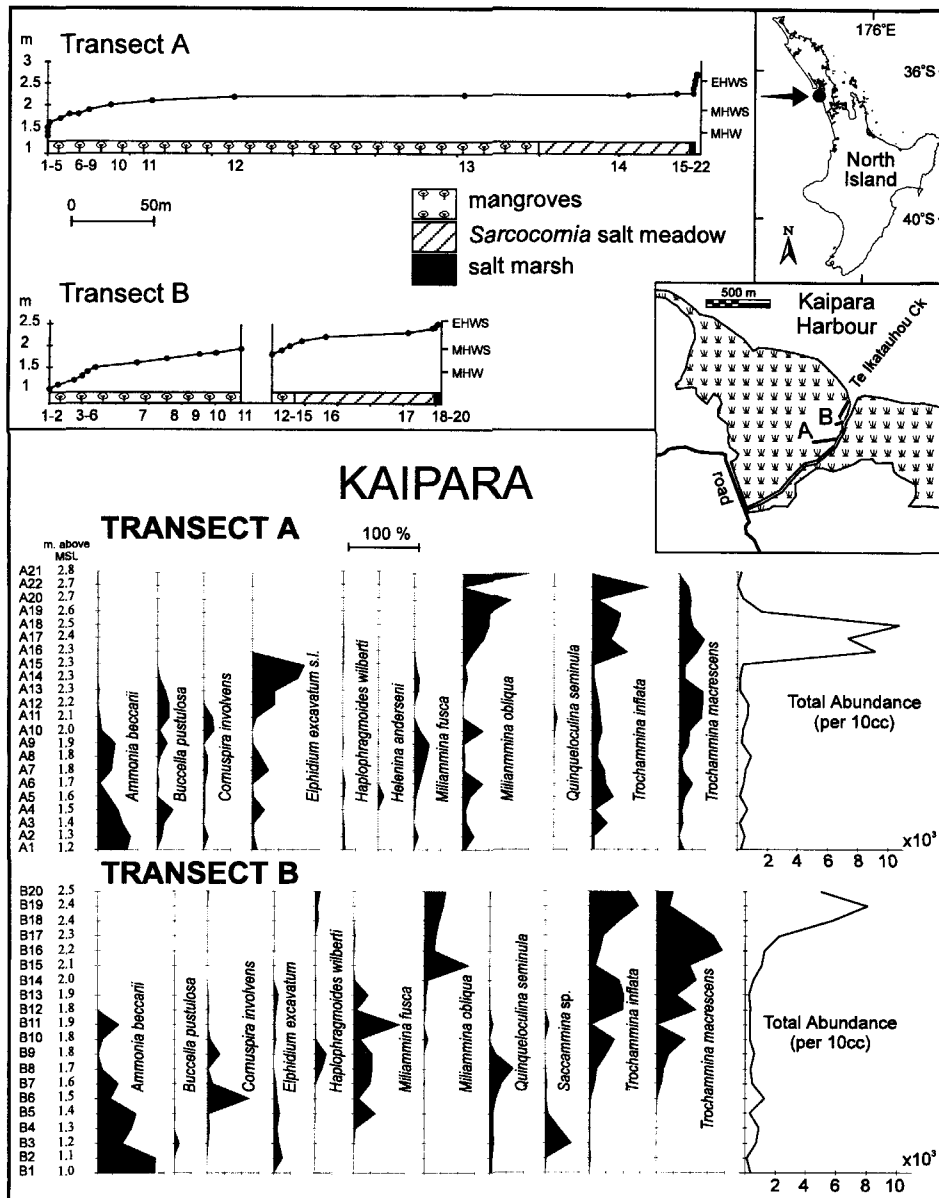 Transect A
m
3
2.5
2
1.5
1
EHWS
MHWS
MHW
1-5 6-9 10 11 12 13 14 15-22
0 50m
mangroves
Sarcocornia salt meadow
salt marsh
Transect B
2.5
2
1.5
1
EHWS
MHWS
MHW
1-2 3-6 7 8 9 10 11 12-15 16 17 18-20
176°E
36°S
North
Island
40°S
N
500 m
Kaipara
Harbour
Te Ikatauhou Ck
B
A
road
KAIPARA
TRANSECT A
100 %
m. above
MSL
A21 2.8
A22 2.7
A20 2.7
A19 2.6
A18 2.5
A17 2.4
A16 2.3
A15 2.3
A14 2.3
A13 2.3
A12 2.2
A11 2.1
A10 2.0
A9 1.9
A8 1.8
A7 1.8
A6 1.7
A5 1.6
A4 1.5
A3 1.4
A2 1.3
A1 1.2
Ammonia beccarii
Buccella pustulosa
Cornuspira involvens
Elphidium excavatum s.l.
Haplophragmoides wilberti
Helenina anderseni
Miliammina fusca
Milianmmina obliqua
Quinqueloculina seminula
Trochammina inflata
Trochammina macrescens
Total Abundance
(per 10cc)
2 4 6 8 10 x10³
TRANSECT B
B20 2.5
B19 2.4
B18 2.4
B17 2.3
B16 2.2
B15 2.1
B14 2.0
B13 1.9
B12 1.8
B11 1.9
B10 1.8
B9 1.8
B8 1.7
B7 1.6
B6 1.5
B5 1.4
B4 1.3
B3 1.2
B2 1.1
B1 1.0
Ammonia beccarii
Buccella pustulosa
Cornuspira involvens
Elphidium excavatum
Haplophragmoides wilberti
Miliammina fusca
Miliammina obliqua
Quinqueloculina seminula
Saccammina sp.
Trochammina inflata
Trochammina macrescens
Total Abundance
(per 10cc)
2 4 6 8 10 x10³